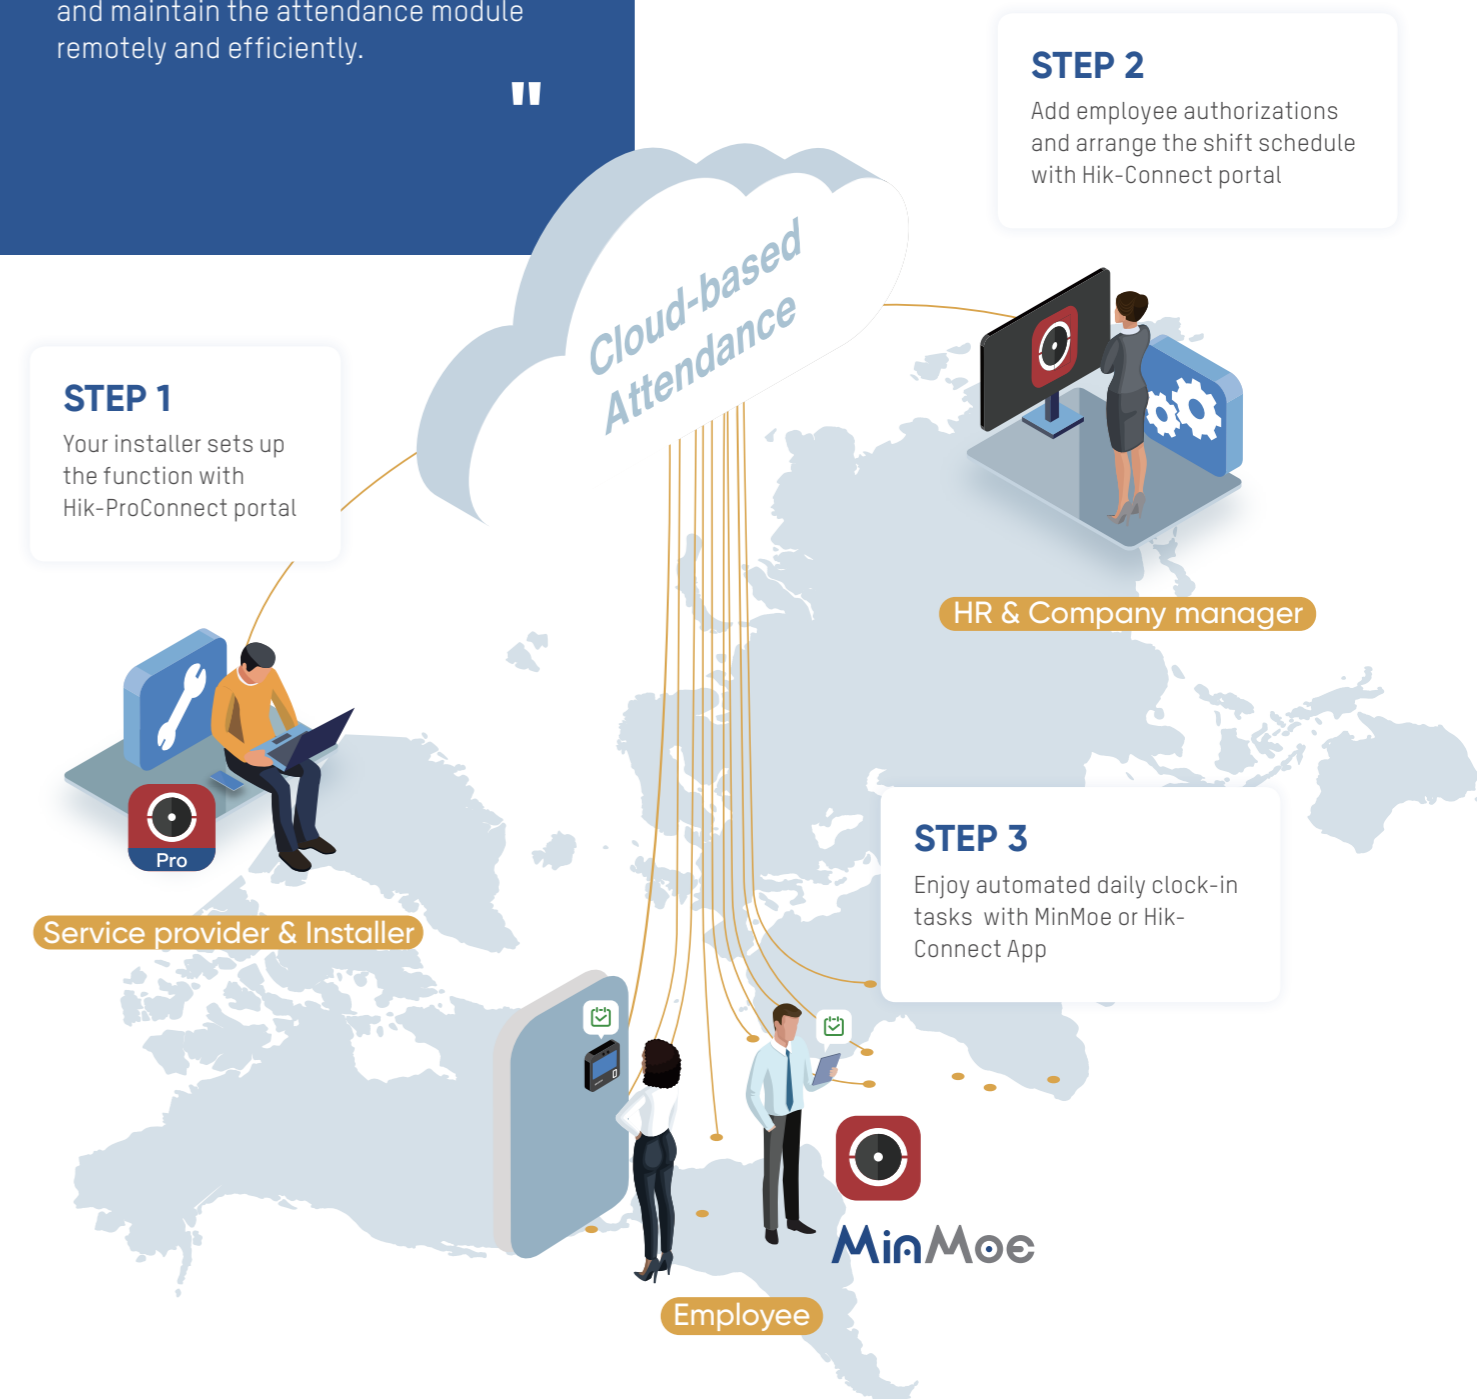 and maintain the attendance module
remotely and efficiently.
"
STEP 2
Add employee authorizations
and arrange the shift schedule
with Hik-Connect portal
Cloud-based
Attendance
STEP 1
Your installer sets up
the function with
Hik-ProConnect portal
HR & Company manager
Pro
Service provider & Installer
STEP 3
Enjoy automated daily clock-in
tasks with MinMoe or Hik-
Connect App
MinMoe
Employee